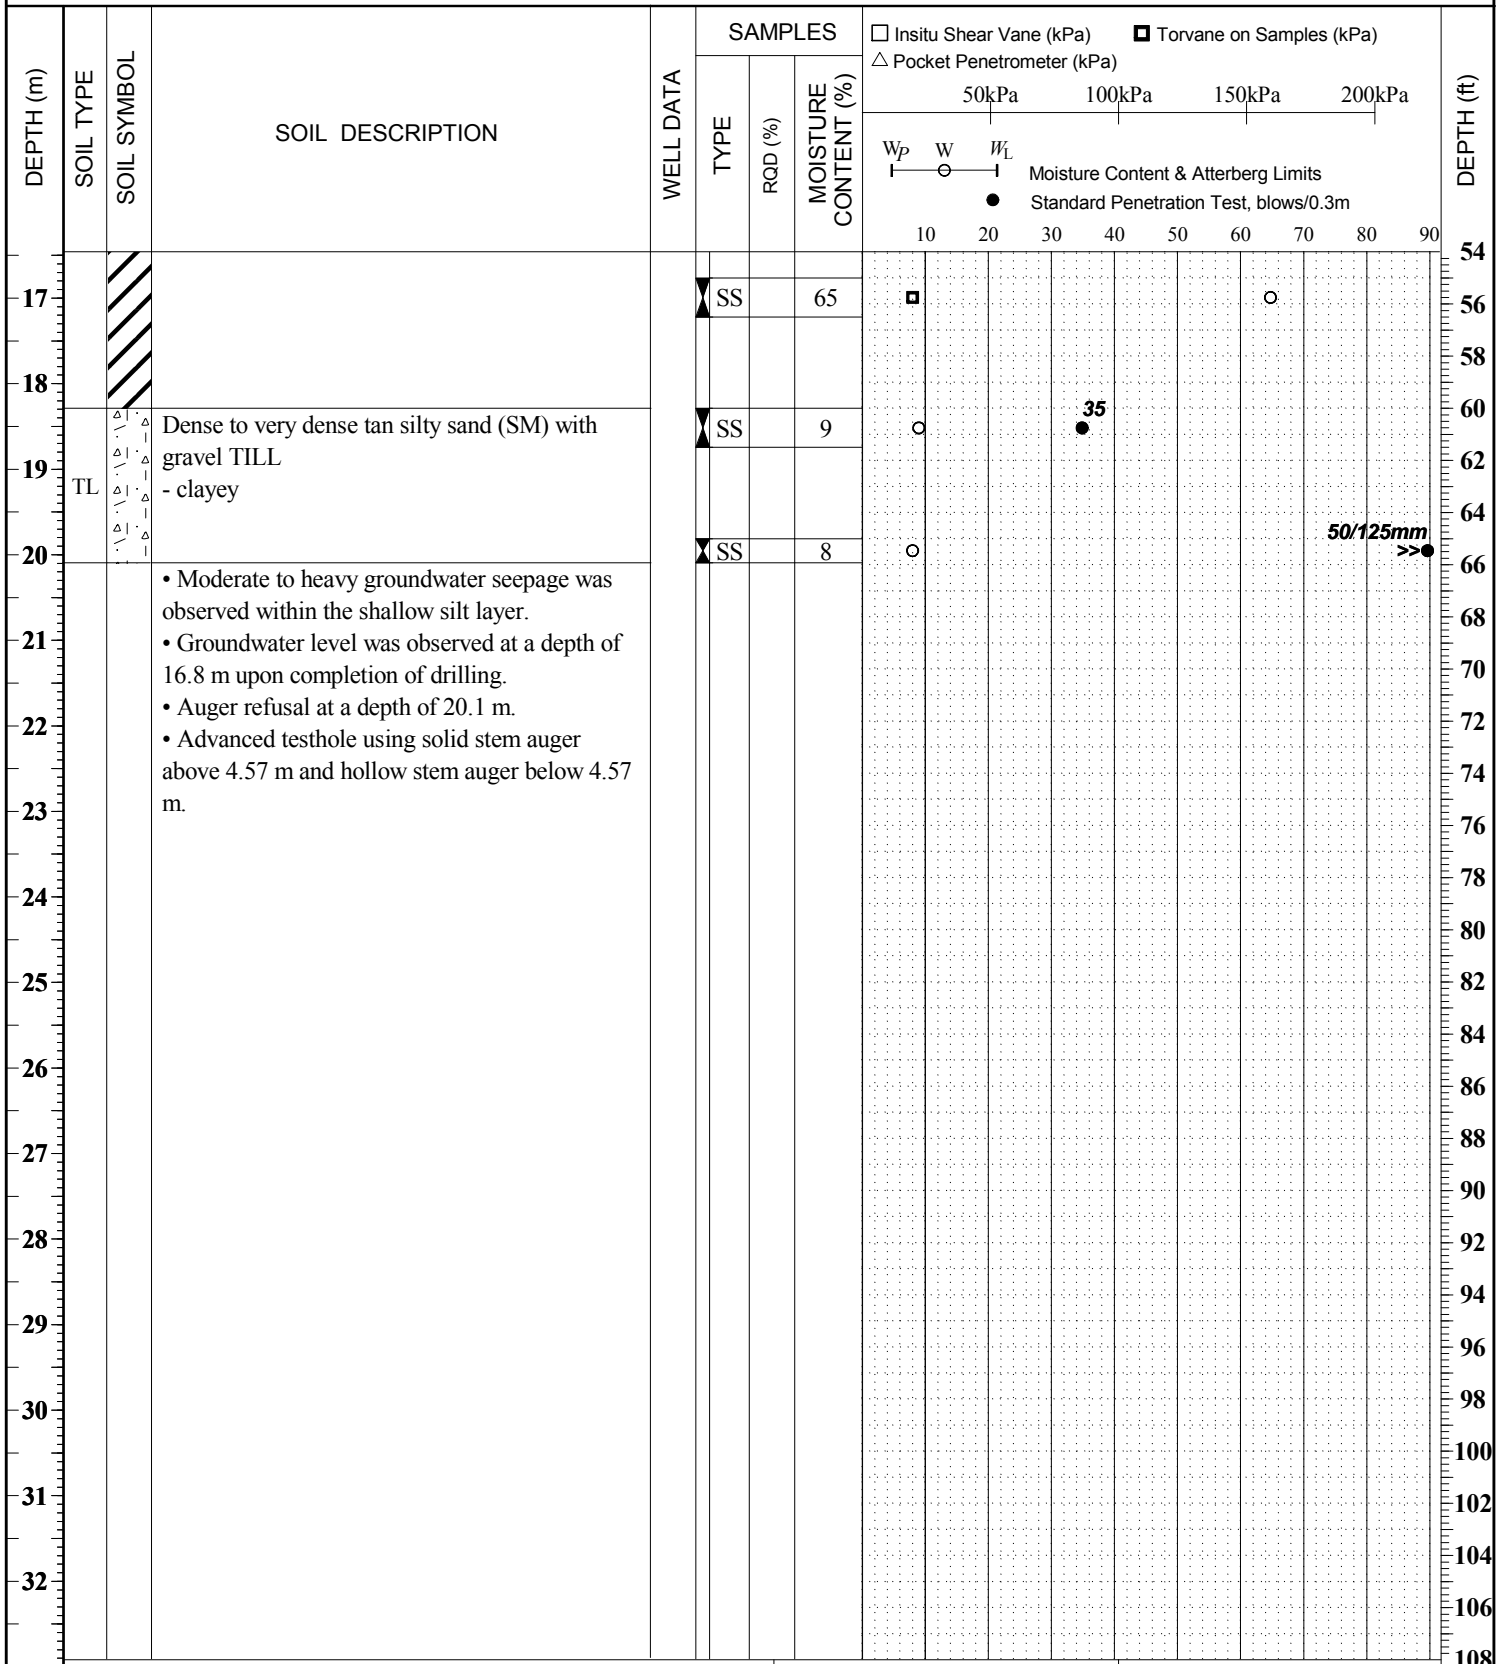 SAMPLES
DEPTH (m)
SOIL TYPE
SOIL SYMBOL
SOIL DESCRIPTION
WELL DATA
TYPE
RQD (%)
MOISTURE CONTENT (%)
DEPTH (ft)
Insitu Shear Vane (kPa)
Torvane on Samples (kPa)
Pocket Penetrometer (kPa)
50kPa 100kPa 150kPa 200kPa
WP W WL
Moisture Content & Atterberg Limits
Standard Penetration Test, blows/0.3m
10 20 30 40 50 60 70 80 90
54
17 SS 65 56
58
18
35 60
Dense to very dense tan silty sand (SM) with
SS 9
gravel TILL
19 62
TL - clayey
64
50/125mm
20 SS 8 >>
66
• Moderate to heavy groundwater seepage was
observed within the shallow silt layer.
68
21 • Groundwater level was observed at a depth of
16.8 m upon completion of drilling.
70
• Auger refusal at a depth of 20.1 m.
22 72
• Advanced testhole using solid stem auger
above 4.57 m and hollow stem auger below 4.57
74
m.
23
76
78
24
80
25 82
84
26
86
27
88
90
28
92
94
29
96
30 98
100
31
102
104
32
106
108